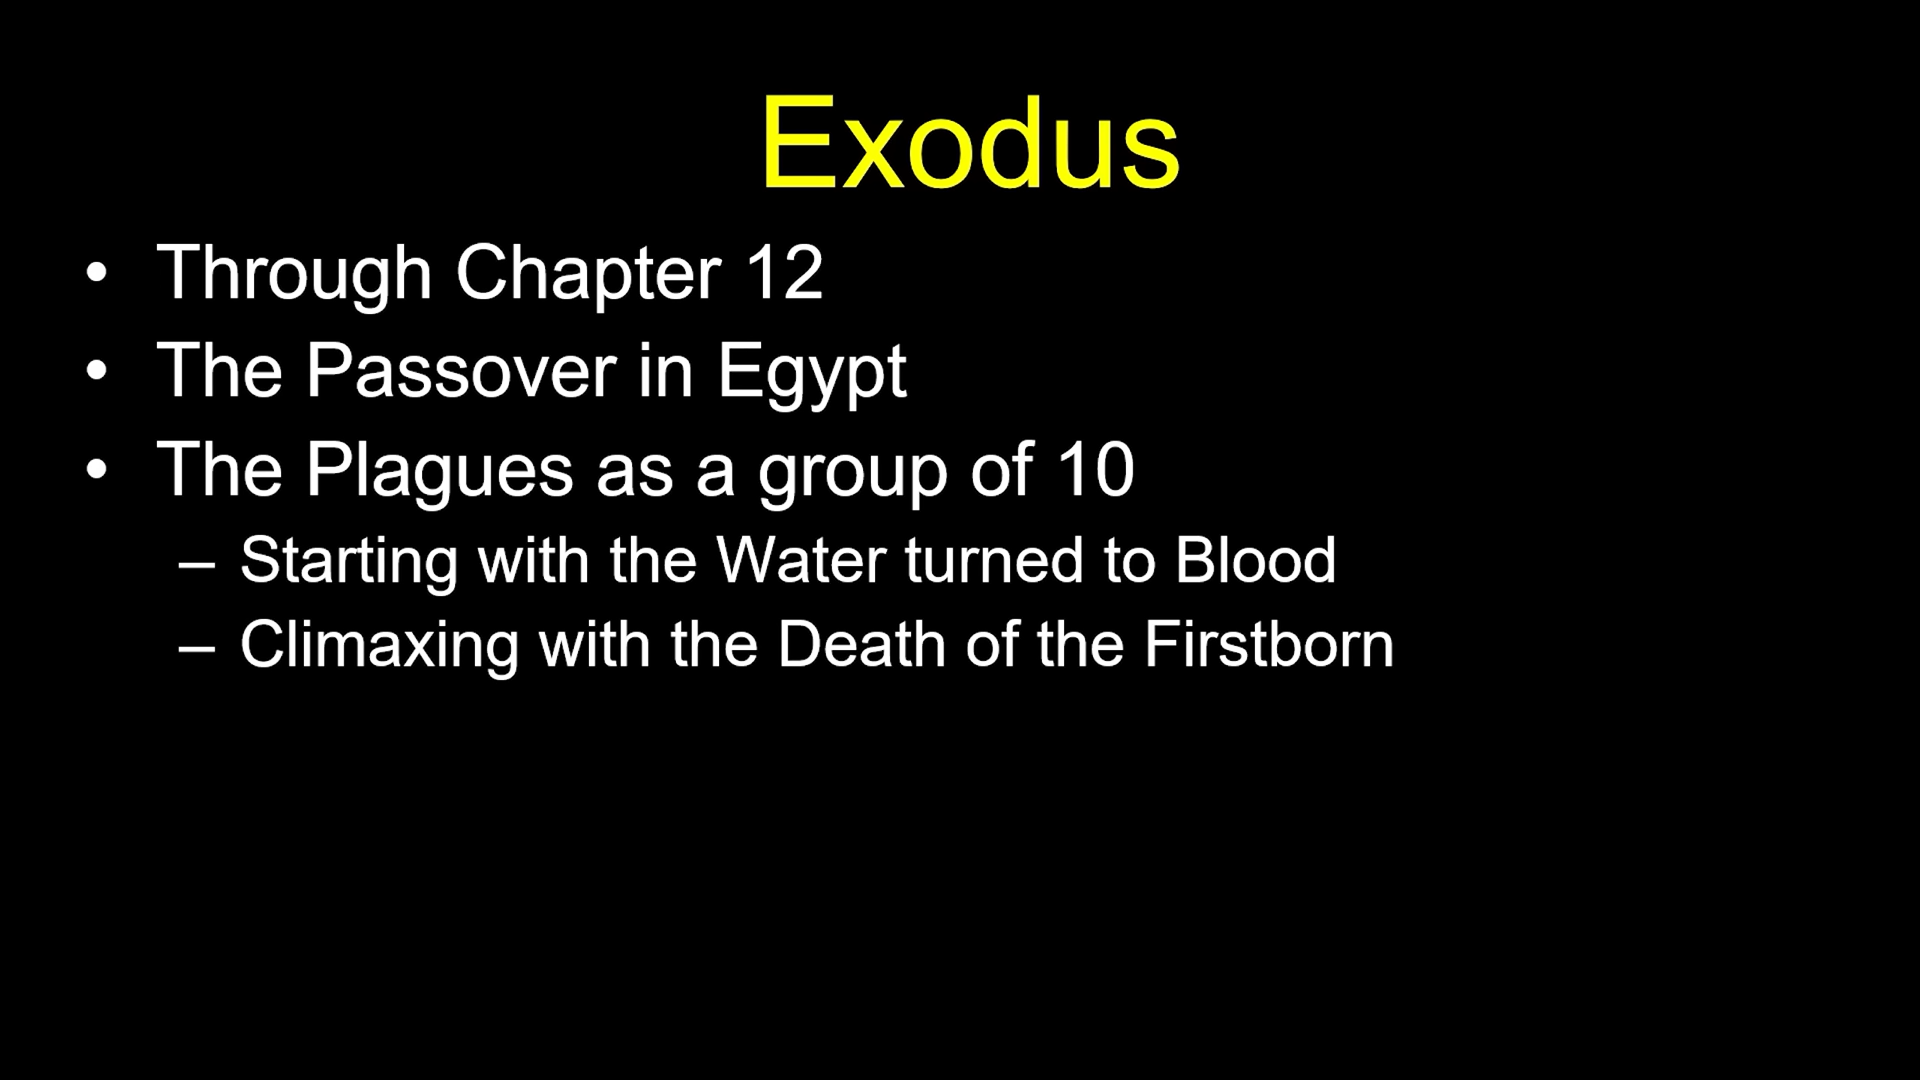 Exodus
• Through Chapter 12
• The Passover in Egypt
• The Plagues as a group of 10
– Starting with the Water turned to Blood
– Climaxing with the Death of the Firstborn